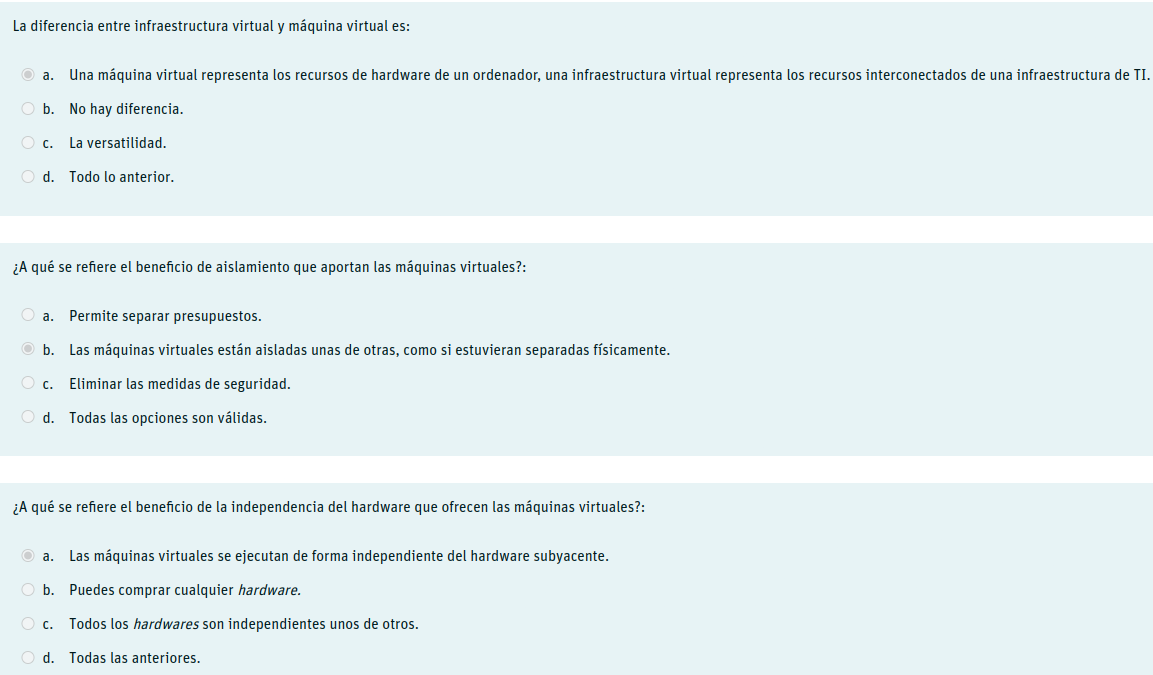 La diferencia entre infraestructura virtual y máquina virtual es:
a. Una máquina virtual representa los recursos de hardware de un ordenador, una infraestructura virtual representa los recursos interconectados de una infraestructura de TI.
b. No hay diferencia.
c. La versatilidad.
d. Todo lo anterior.
¿A qué se refiere el beneficio de aislamiento que aportan las máquinas virtuales?:
a. Permite separar presupuestos.
b. Las máquinas virtuales están aisladas unas de otras, como si estuvieran separadas físicamente.
c. Eliminar las medidas de seguridad.
d. Todas las opciones son válidas.
¿A qué se refiere el beneficio de la independencia del hardware que ofrecen las máquinas virtuales?:
a. Las máquinas virtuales se ejecutan de forma independiente del hardware subyacente.
b. Puedes comprar cualquier hardware.
c. Todos los hardwares son independientes unos de otros.
d. Todas las anteriores.